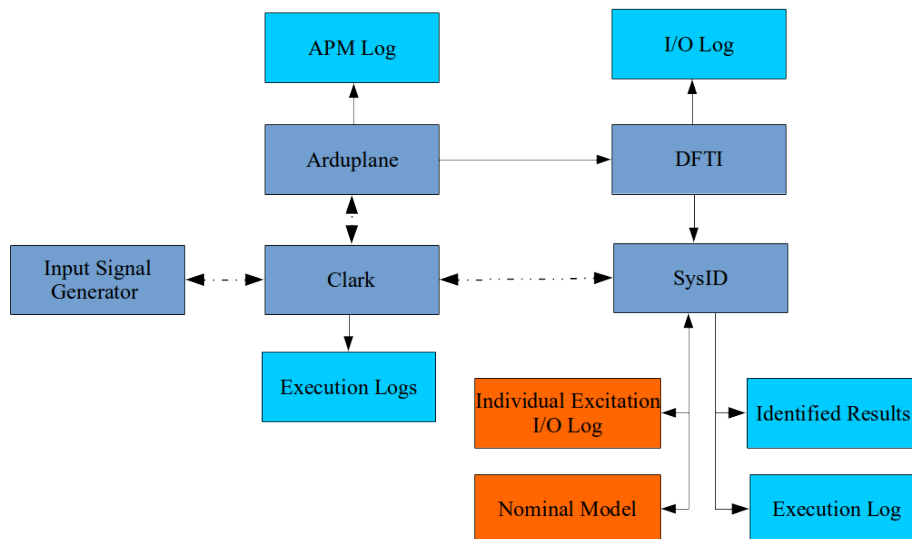 APM Log
I/O Log
Arduplane
DFTI
Input Signal
Generator
Clark
SysID
Execution Logs
Individual Excitation
I/O Log
Identified Results
Nominal Model
Execution Log